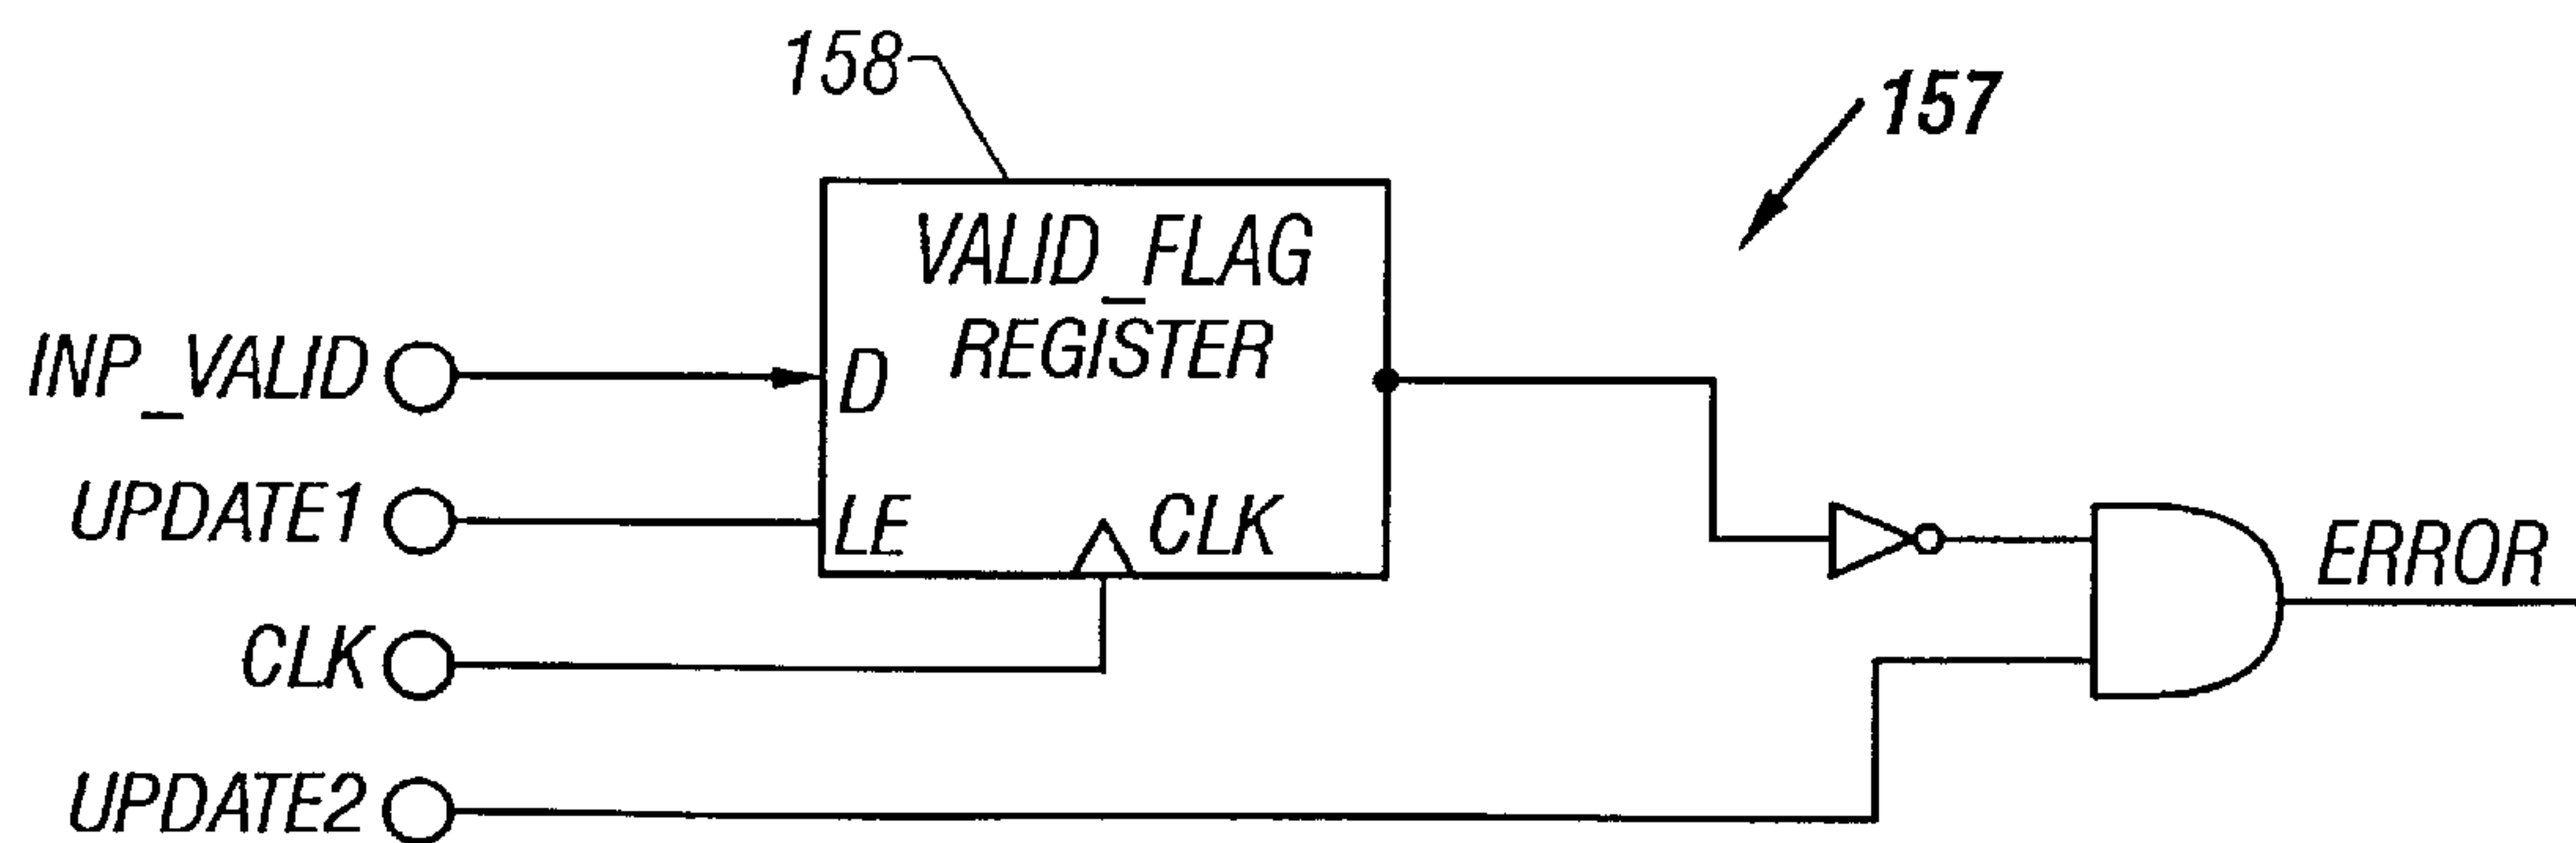 158
157
VALID_FLAG
REGISTER
INP_VALID
D
UPDATE1
LE
CLK
CLK
UPDATE2
ERROR